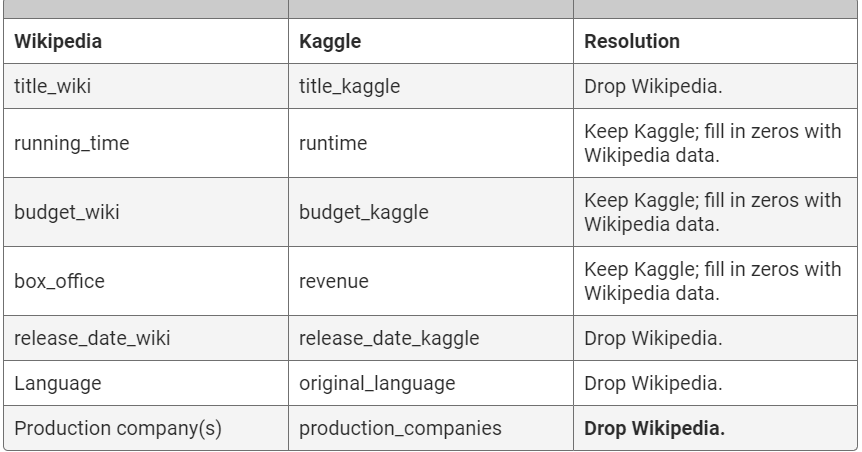 Wikipedia Kaggle Resolution
title_wiki title_kaggle Drop Wikipedia.
running_time runtime Keep Kaggle; fill in zeros with
Wikipedia data.
budget_wiki budget_kaggle Keep Kaggle; fill in zeros with
Wikipedia data.
box_office revenue Keep Kaggle; fill in zeros with
Wikipedia data.
release_date_wiki release_date_kaggle Drop Wikipedia.
Language original_language Drop Wikipedia.
Production company(s) production_companies Drop Wikipedia.